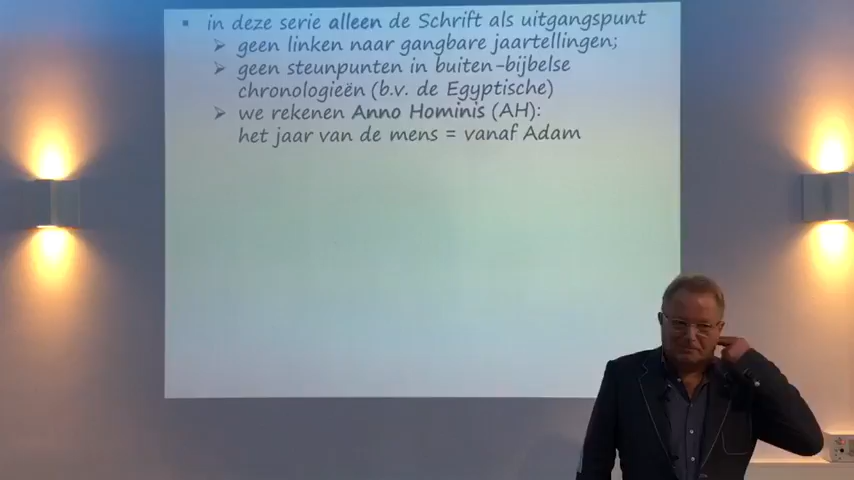 ▪ in deze serie alleen de Schrift als uitgangspunt
➢ geen linken naar gangbare jaartellingen;
➢ geen steunpunten in buiten-bijbelse
chronologieën (b.v. de Egyptische)
➢ we rekenen Anno Hominis (AH):
het jaar van de mens = vanaf Adam